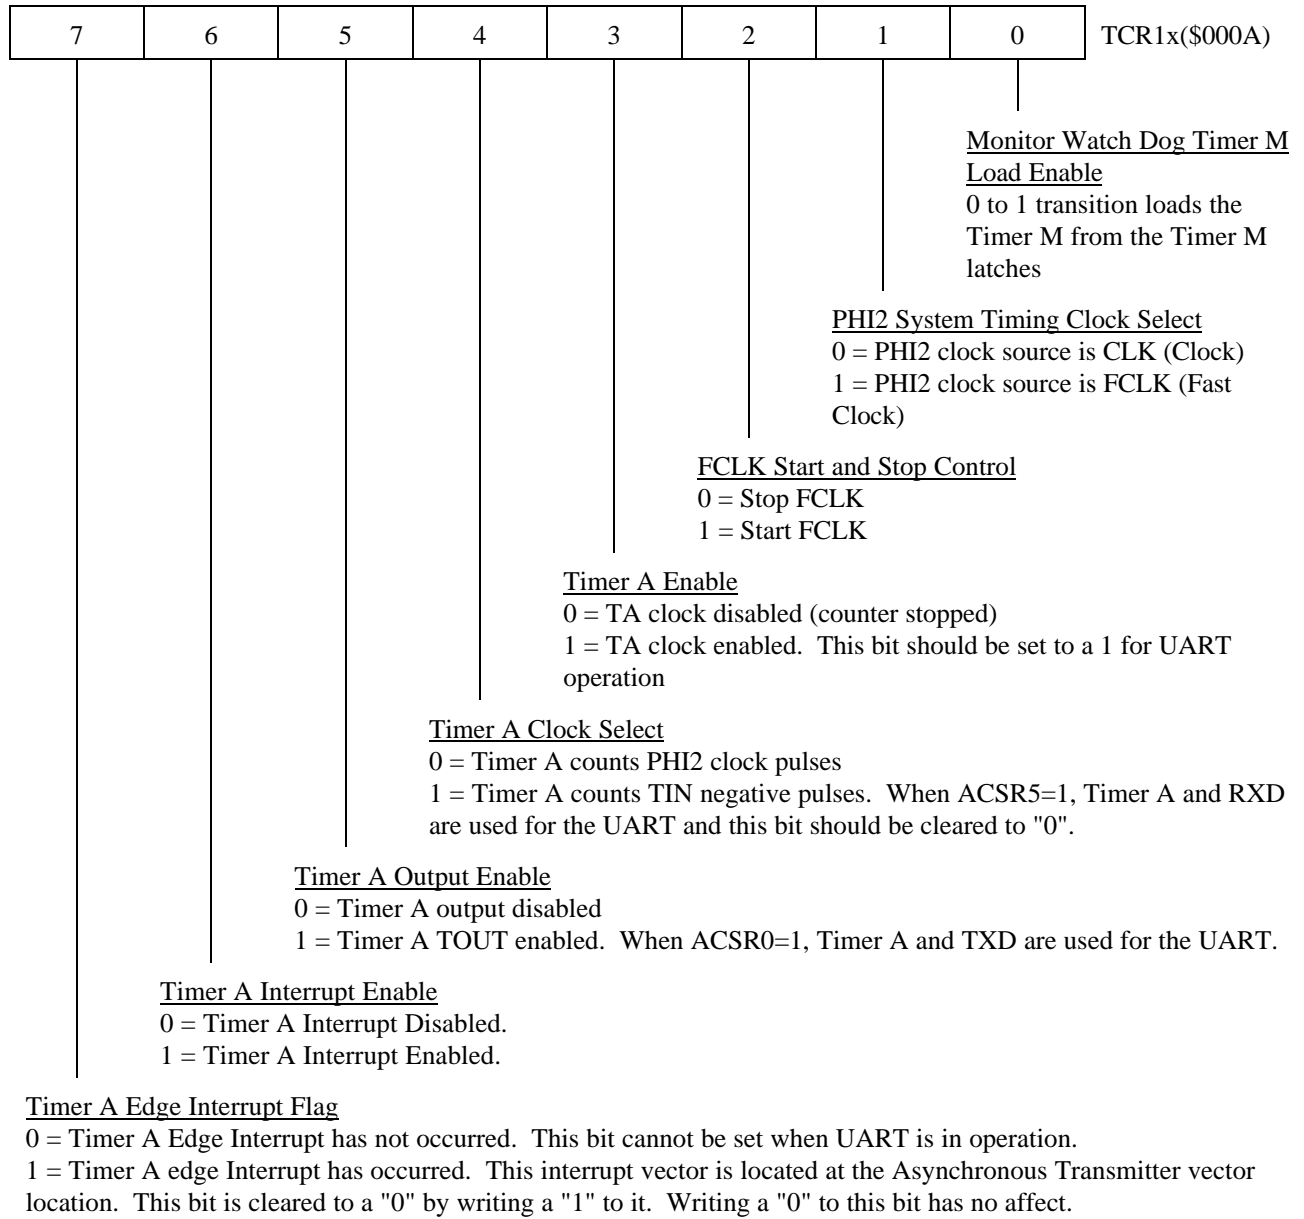 7 6 5 4 3 2 1 0 TCR1x($000A)
Monitor Watch Dog Timer M
Load Enable
0 to 1 transition loads the
Timer M from the Timer M
latches
PHI2 System Timing Clock Select
0 = PHI2 clock source is CLK (Clock)
1 = PHI2 clock source is FCLK (Fast
Clock)
FCLK Start and Stop Control
0 = Stop FCLK
1 = Start FCLK
Timer A Enable
0 = TA clock disabled (counter stopped)
1 = TA clock enabled.  This bit should be set to a 1 for UART
operation
Timer A Clock Select
0 = Timer A counts PHI2 clock pulses
1 = Timer A counts TIN negative pulses.  When ACSR5=1, Timer A and RXD
are used for the UART and this bit should be cleared to "0".
Timer A Output Enable
0 = Timer A output disabled
1 = Timer A TOUT enabled.  When ACSR0=1, Timer A and TXD are used for the UART.
Timer A Interrupt Enable
0 = Timer A Interrupt Disabled.
1 = Timer A Interrupt Enabled.
Timer A Edge Interrupt Flag
0 = Timer A Edge Interrupt has not occurred.  This bit cannot be set when UART is in operation.
1 = Timer A edge Interrupt has occurred.  This interrupt vector is located at the Asynchronous Transmitter vector
location.  This bit is cleared to a "0" by writing a "1" to it.  Writing a "0" to this bit has no affect.